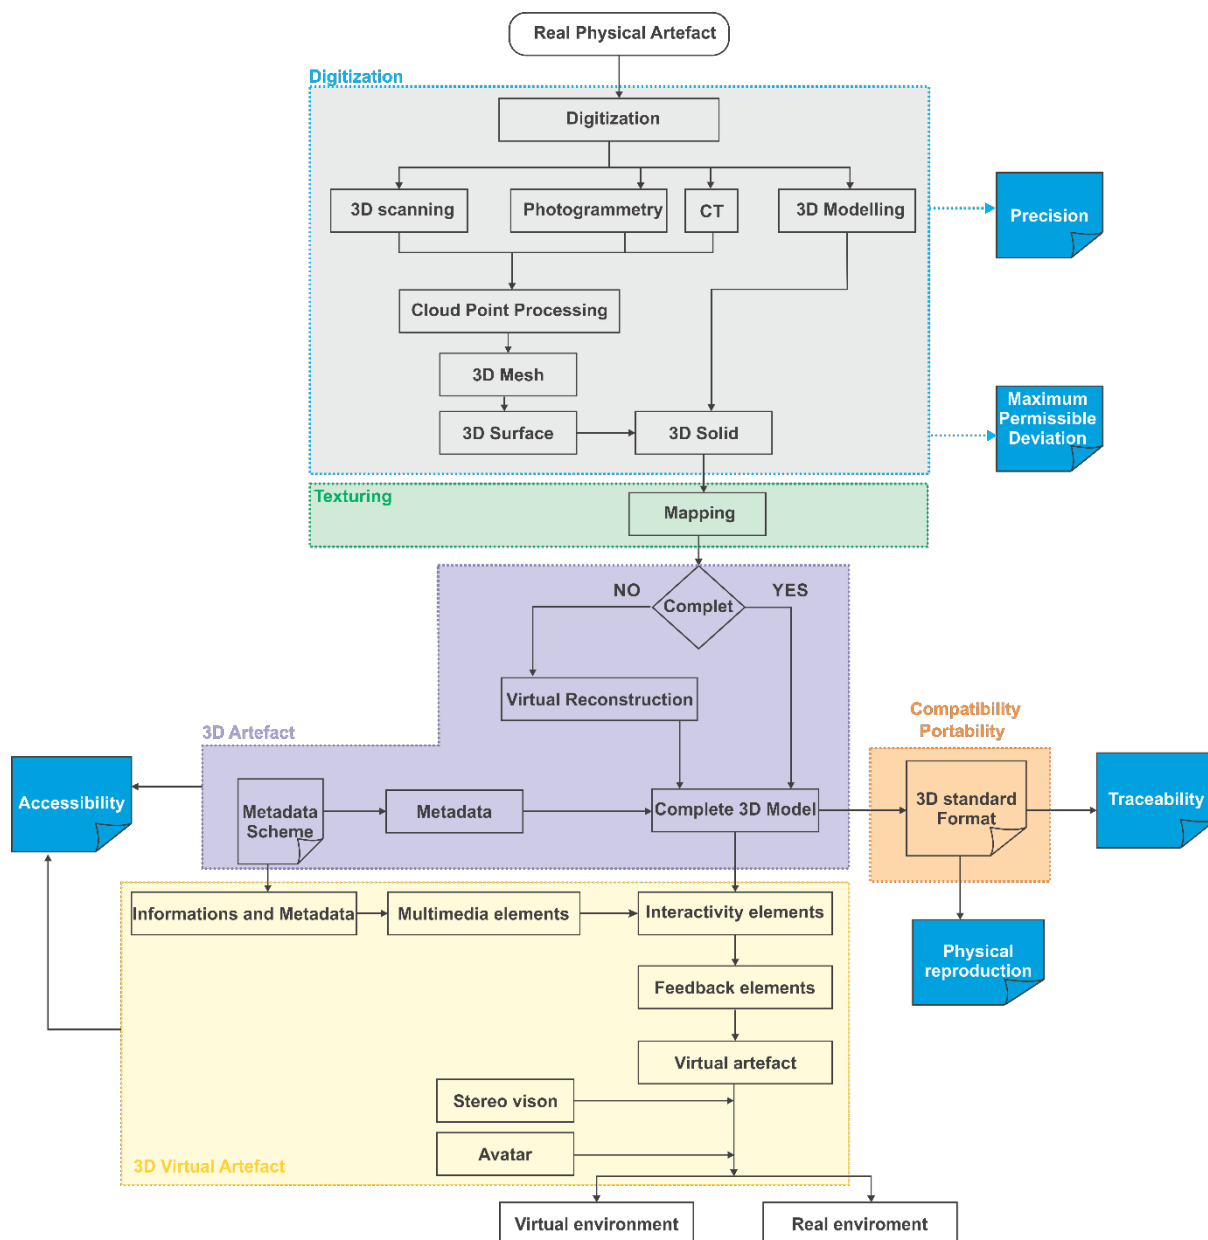 Real Physical Artefact
Digitization
Digitization
3D scanning
Photogrammetry
CT
3D Modelling
Precision
Cloud Point Processing
3D Mesh
3D Surface
3D Solid
Maximum
Permissible
Deviation
Texturing
Mapping
NO
YES
Complet
Virtual Reconstruction
3D Artefact
Compatibility
Portability
Accessibility
Metadata
Scheme
Metadata
Complete 3D Model
3D standard
Format
Traceability
Informations and Metadata
Multimedia elements
Interactivity elements
Physical
reproduction
Feedback elements
Virtual artefact
Stereo vison
Avatar
3D Virtual Artefact
Virtual environment
Real enviroment